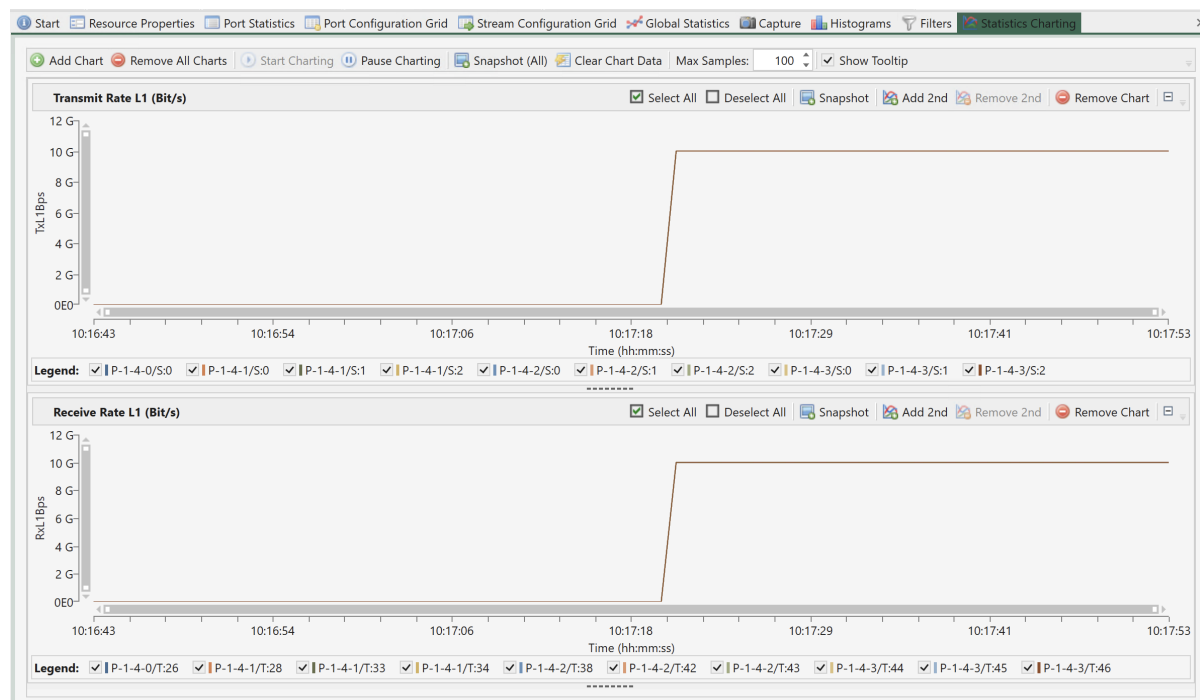 Start Resource Properties Port Statistics Port Configuration Grid Stream Configuration Grid Global Statistics Capture Histograms Filters Statistics Charting
Add Chart Remove All Charts Start Charting Pause Charting Snapshot (All) Clear Chart Data Max Samples: 100 Show Tooltip
Transmit Rate L1 (Bit/s) Select All Deselect All Snapshot Add 2nd Remove 2nd Remove Chart
12 G
10 G
8 G
6 G
4 G
2 G
0E0
TxL1Bps
10:16:43 10:16:54 10:17:06 10:17:18 10:17:29 10:17:41 10:17:53
Time (hh:mm:ss)
Legend: P-1-4-0/S:0 P-1-4-1/S:0 P-1-4-1/S:1 P-1-4-1/S:2 P-1-4-2/S:0 P-1-4-2/S:1 P-1-4-2/S:2 P-1-4-3/S:0 P-1-4-3/S:1 P-1-4-3/S:2
Receive Rate L1 (Bit/s) Select All Deselect All Snapshot Add 2nd Remove 2nd Remove Chart
12 G
10 G
8 G
6 G
4 G
2 G
0E0
RxL1Bps
10:16:43 10:16:54 10:17:06 10:17:18 10:17:29 10:17:41 10:17:53
Time (hh:mm:ss)
Legend: P-1-4-0/T:26 P-1-4-1/T:28 P-1-4-1/T:33 P-1-4-1/T:34 P-1-4-2/T:38 P-1-4-2/T:42 P-1-4-2/T:43 P-1-4-3/T:44 P-1-4-3/T:45 P-1-4-3/T:46